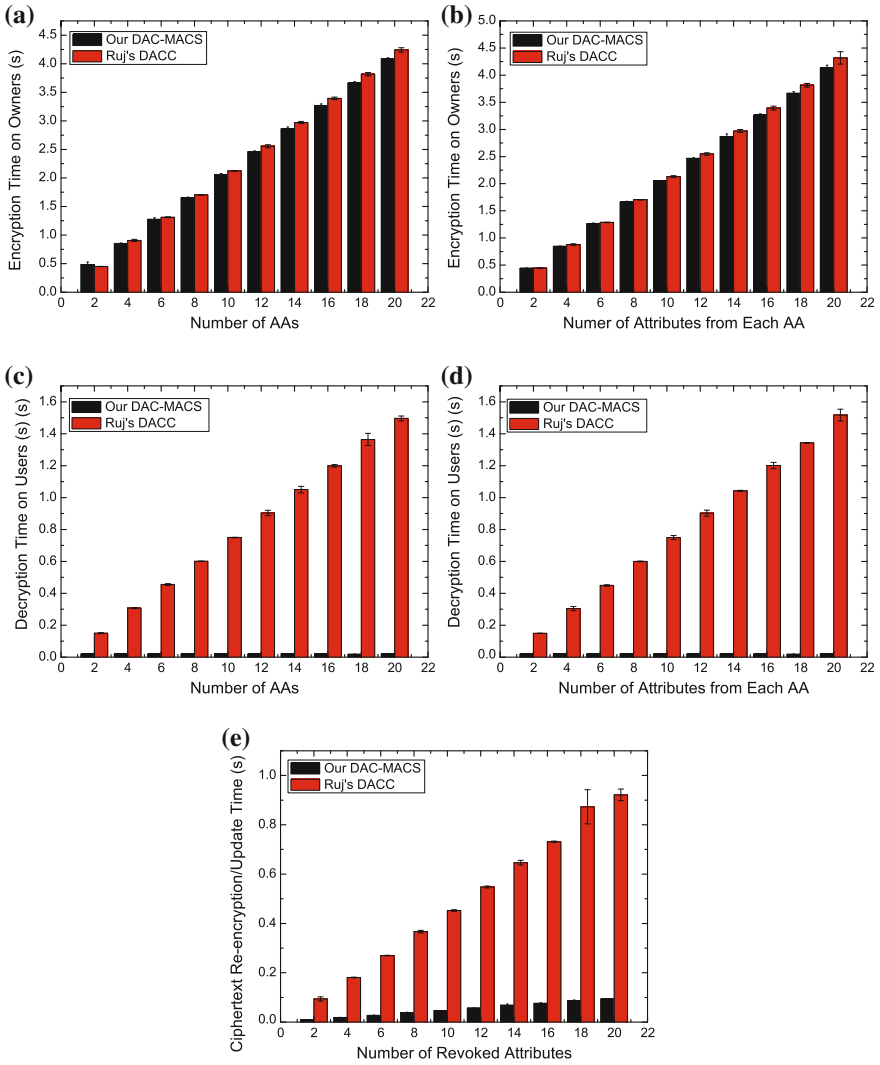 (a)
Our DAC-MACS
Ruj's DACC
Encryption Time on Owners (s)
4.5
4.0
3.5
3.0
2.5
2.0
1.5
1.0
0.5
0.0
0 2 4 6 8 10 12 14 16 18 20 22
Number of AAs
(b)
Our DAC-MACS
Ruj's DACC
Encryption Time on Owners (s)
5.0
4.5
4.0
3.5
3.0
2.5
2.0
1.5
1.0
0.5
0.0
0 2 4 6 8 10 12 14 16 18 20 22
Numer of Attributes from Each AA
(c)
Our DAC-MACS
Ruj's DACC
Decryption Time on Users (s) (s)
1.6
1.4
1.2
1.0
0.8
0.6
0.4
0.2
0.0
0 2 4 6 8 10 12 14 16 18 20 22
Number of AAs
(d)
Our DAC-MACS
Ruj's DACC
Decryption Time on Users (s) (s)
1.6
1.4
1.2
1.0
0.8
0.6
0.4
0.2
0.0
0 2 4 6 8 10 12 14 16 18 20 22
Number of Attributes from Each AA
(e)
Our DAC-MACS
Ruj's DACC
Ciphertext Re-encryption/Update Time (s)
1.0
0.8
0.6
0.4
0.2
0.0
0 2 4 6 8 10 12 14 16 18 20 22
Number of Revoked Attributes